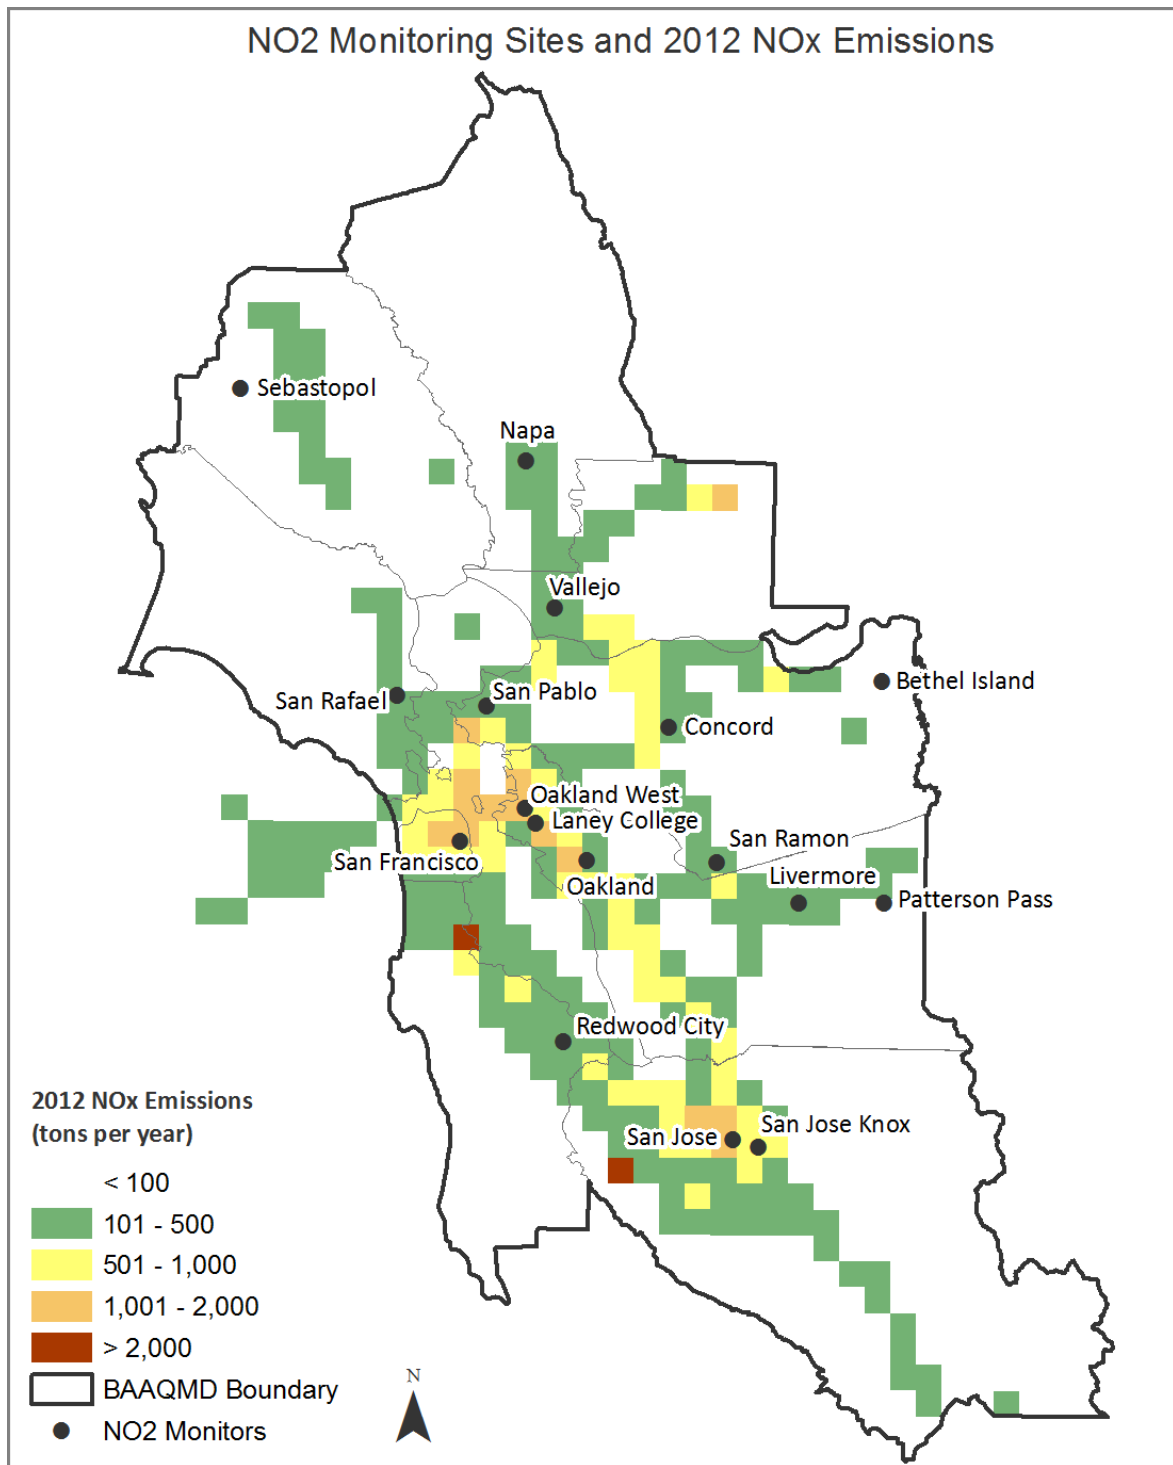 NO2 Monitoring Sites and 2012 NOx Emissions
Sebastopol
Napa
Vallejo
Bethel Island
San Rafael
San Pablo
Concord
Oakland West
Laney College
San Francisco
San Ramon
Oakland
Livermore
Patterson Pass
Redwood City
San Jose
San Jose Knox
2012 NOx Emissions
(tons per year)
< 100
101 - 500
501 - 1,000
1,001 - 2,000
> 2,000
BAAQMD Boundary
NO2 Monitors
N